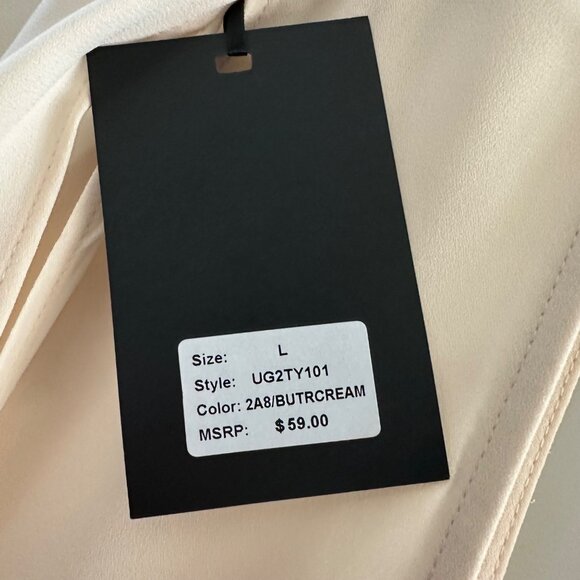 Size: L
Style: UG2TY101
Color: 2A8/BUTRCREAM
MSRP: $59.00